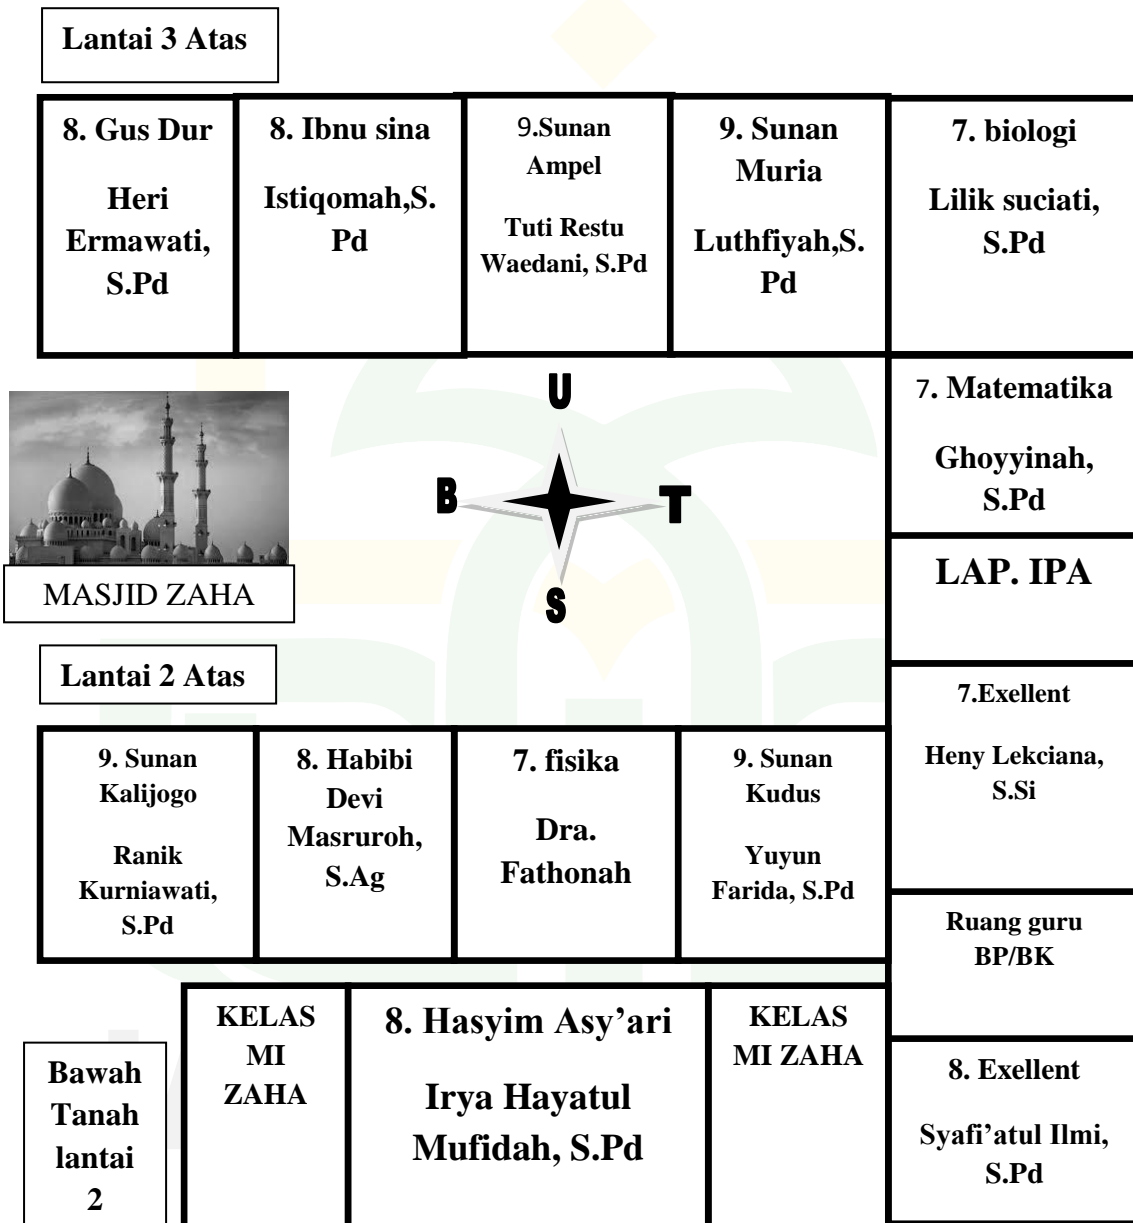 Lantai 3 Atas
8. Gus Dur
Heri
Ermawati,
S.Pd
8. Ibnu sina
Istiqomah,S.
Pd
9.Sunan
Ampel
Tuti Restu
Waedani, S.Pd
9. Sunan
Muria
Luthfiyah,S.
Pd
7. biologi
Lilik suciati,
S.Pd
7. Matematika
Ghoyyinah,
S.Pd
U
B
T
S
MASJID ZAHA
LAP. IPA
Lantai 2 Atas
7.Exellent
Heny Lekciana,
S.Si
9. Sunan
Kalijogo
Ranik
Kurniawati,
S.Pd
8. Habibi
Devi
Masruroh,
S.Ag
7. fisika
Dra.
Fathonah
9. Sunan
Kudus
Yuyun
Farida, S.Pd
Ruang guru
BP/BK
Bawah
Tanah
lantai
2
KELAS
MI
ZAHA
8. Hasyim Asy’ari
Irya Hayatul
Mufidah, S.Pd
KELAS
MI ZAHA
8. Exellent
Syafi’atul Ilmi,
S.Pd